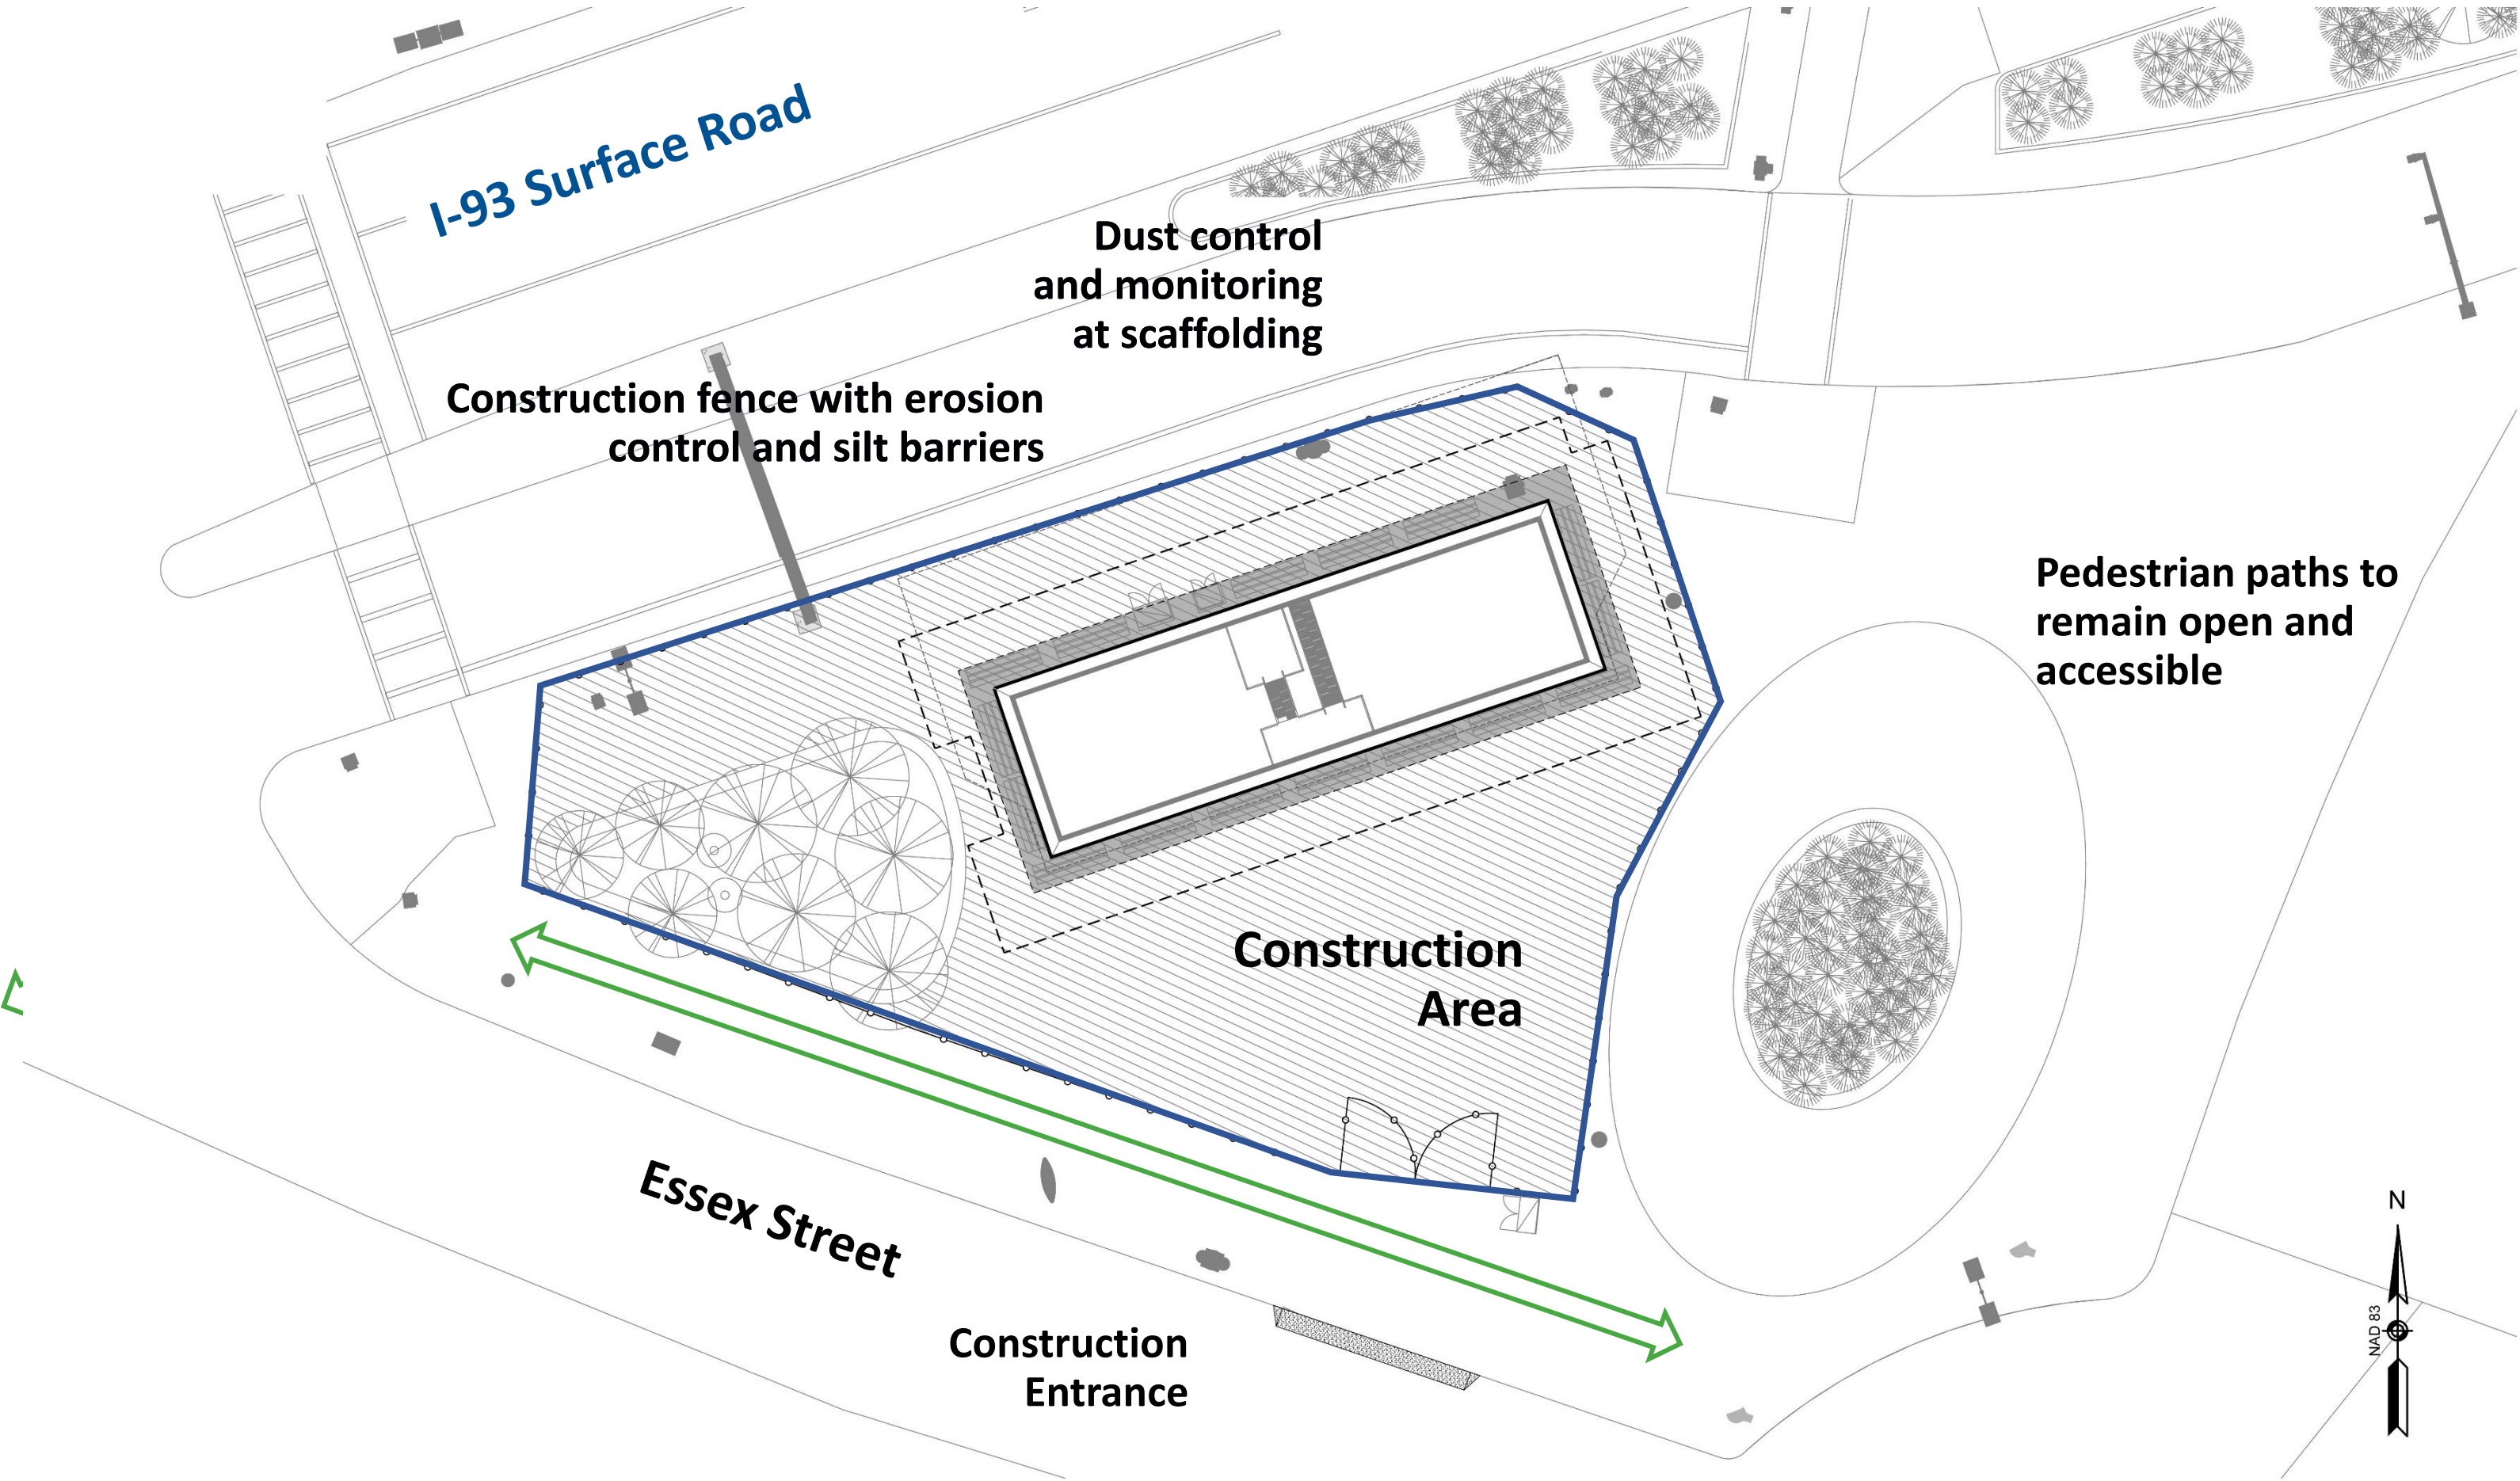 I-93 Surface Road
Dust control
and monitoring
at scaffolding
Construction fence with erosion
control and silt barriers
Pedestrian paths to
remain open and
accessible
Construction
Area
Essex Street
Construction
Entrance
N
NAD 83